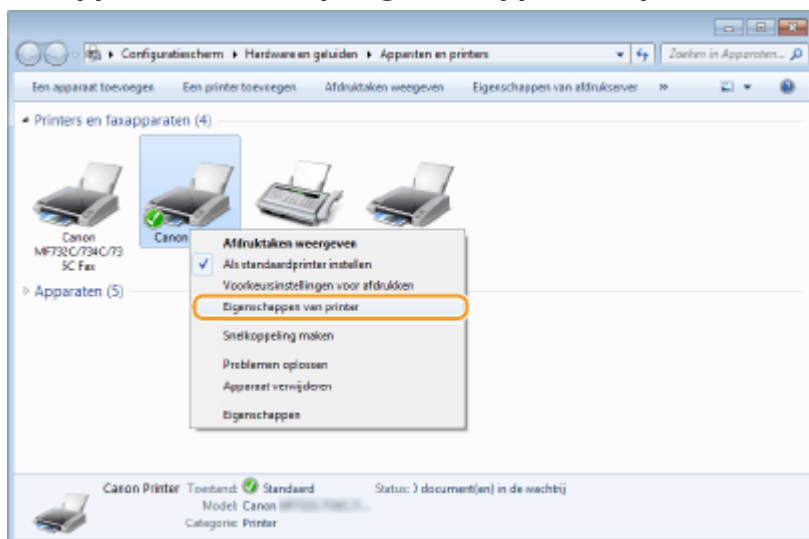 Configuratiescherm ▸ Hardware en geluiden ▸ Apparaten en printers
Zoeken in Apparaten...
Een apparaat toevoegen Een printer toevoegen Afdruktaken weergeven Eigenschappen van afdrukserver »
Printers en faxapparaten (4)
Canon
MF732C/734C/73
5C Fax
Canon
Afdruktaken weergeven
Als standaardprinter instellen
Voorkeursinstellingen voor afdrukken
Eigenschappen van printer
Snelkoppeling maken
Problemen oplossen
Apparaat verwijderen
Eigenschappen
Apparaten (5)
Canon Printer Toestand: Standaard Status: document(en) in de wachtrij
Model: Canon
Categorie: Printer